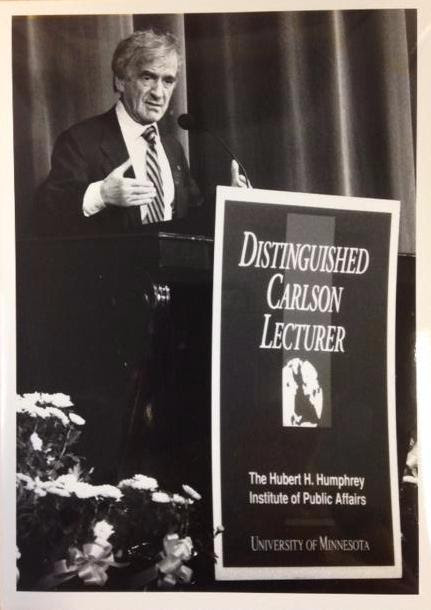 DISTINGUISHED
CARLSON
LECTURER
The Hubert H. Humphrey
Institute of Public Affairs
UNIVERSITY OF MINNESOTA